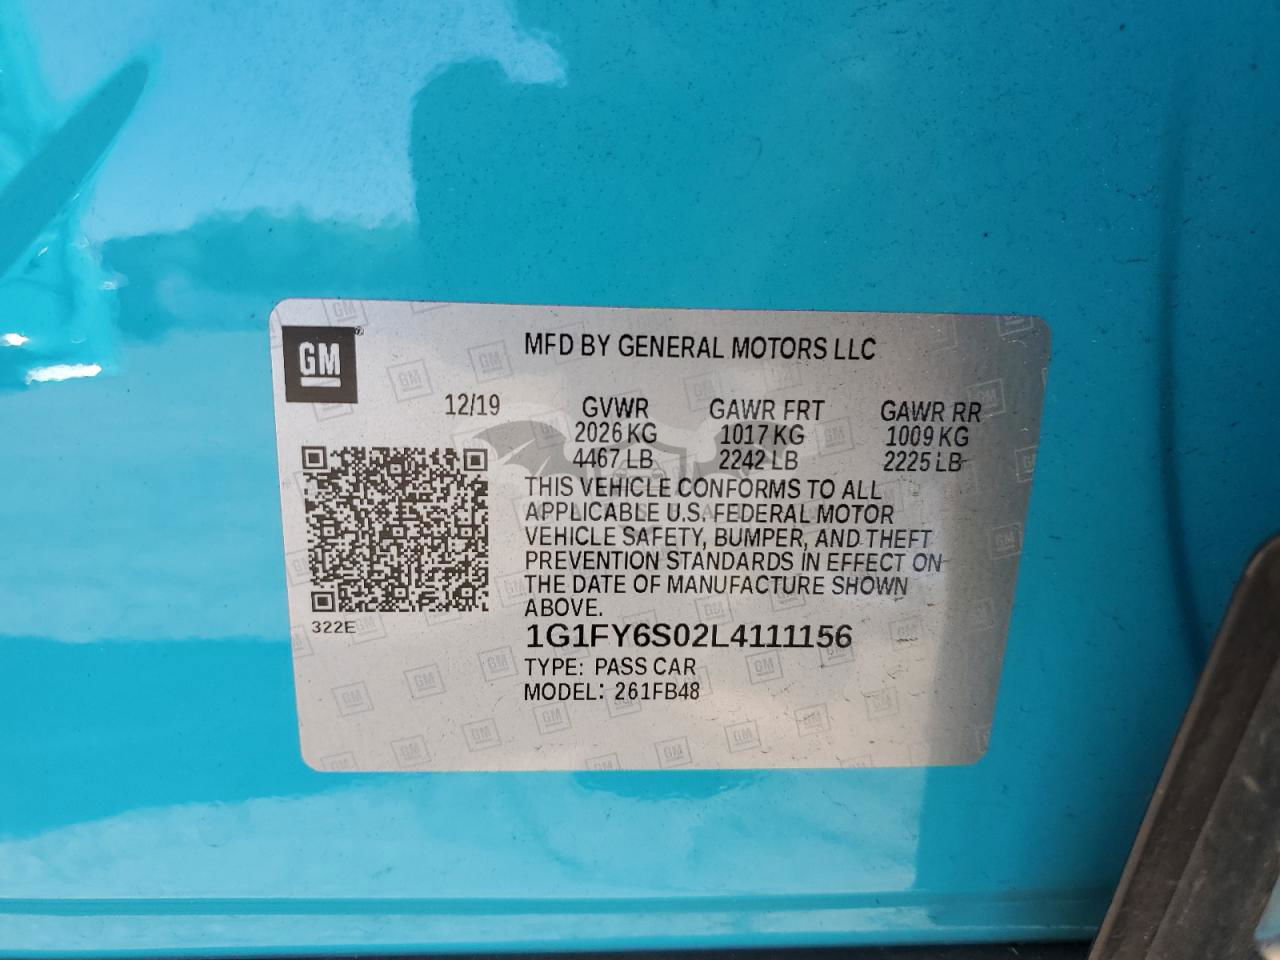 GM
MFD BY GENERAL MOTORS LLC
12/19 GVWR GAWR FRT GAWR RR
2026 KG 1017 KG 1009 KG
4467 LB 2242 LB 2225 LB
THIS VEHICLE CONFORMS TO ALL
APPLICABLE U.S. FEDERAL MOTOR
VEHICLE SAFETY, BUMPER, AND THEFT
PREVENTION STANDARDS IN EFFECT ON
THE DATE OF MANUFACTURE SHOWN
ABOVE.
322E
1G1FY6S02L4111156
TYPE: PASS CAR
MODEL: 261FB48